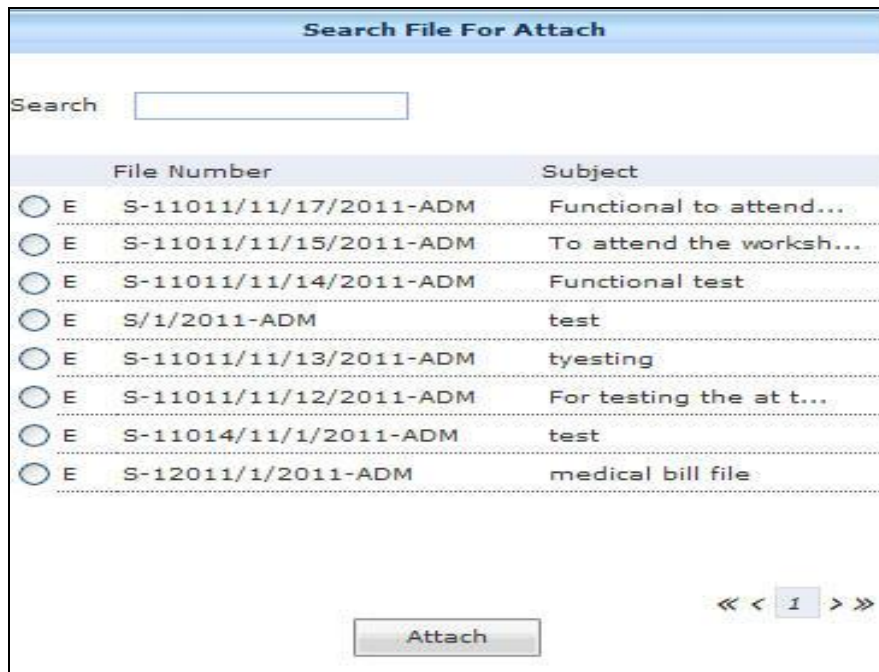 Search File For Attach
Search
File Number Subject
E S-11011/11/17/2011-ADM Functional to attend...
E S-11011/11/15/2011-ADM To attend the worksh...
E S-11011/11/14/2011-ADM Functional test
E S/1/2011-ADM test
E S-11011/11/13/2011-ADM tyesting
E S-11011/11/12/2011-ADM For testing the at t...
E S-11014/11/1/2011-ADM test
E S-12011/1/2011-ADM medical bill file
« < 1 > »
Attach